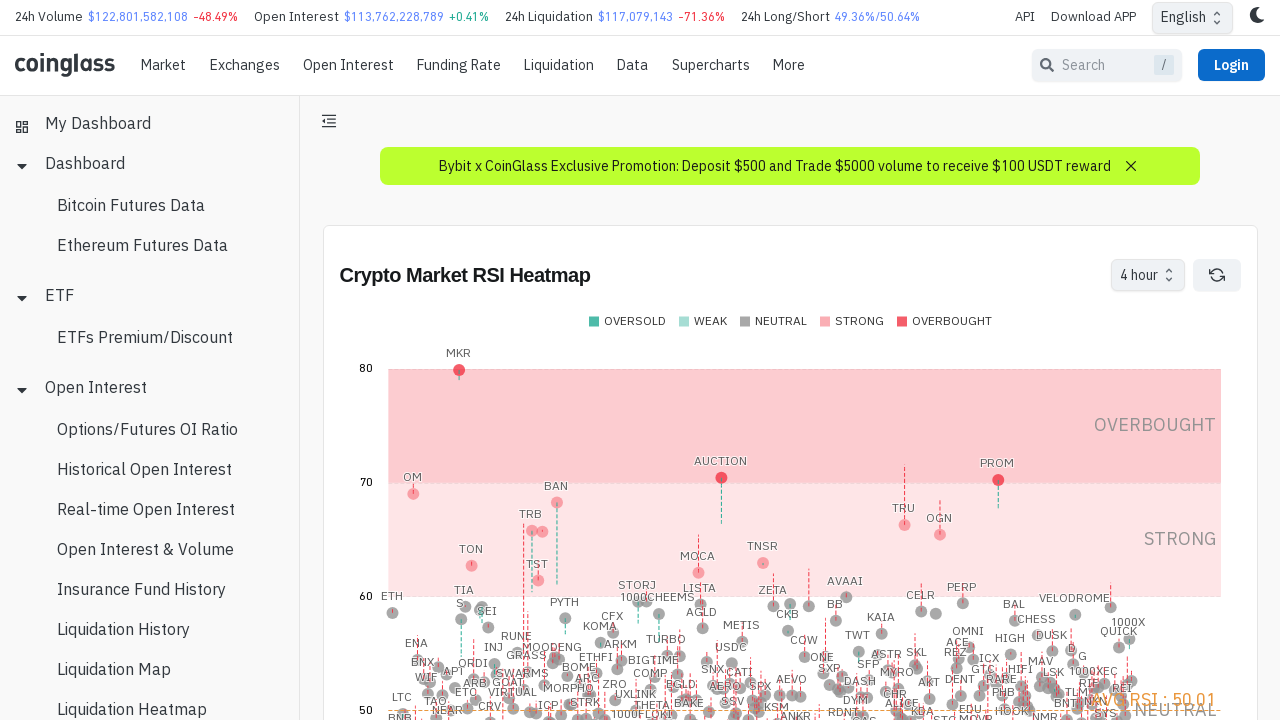 24h Volume $122,801,582,108 -48.49% Open Interest $113,762,228,789 +0.41% 24h Liquidation $117,079,143 -71.36% 24h Long/Short 49.36%/50.64% API Download APP English
coinglass Market Exchanges Open Interest Funding Rate Liquidation Data Supercharts More Search / Login
My Dashboard
Dashboard
Bitcoin Futures Data
Ethereum Futures Data
ETF
ETFs Premium/Discount
Open Interest
Options/Futures OI Ratio
Historical Open Interest
Real-time Open Interest
Open Interest & Volume
Insurance Fund History
Liquidation History
Liquidation Map
Liquidation Heatmap
Bybit x CoinGlass Exclusive Promotion: Deposit $500 and Trade $5000 volume to receive $100 USDT reward
Crypto Market RSI Heatmap
4 hour
OVERSOLD WEAK NEUTRAL STRONG OVERBOUGHT
MKR
80
OVERBOUGHT
AUCTION PROM
OM
70
BAN
TRB TRU OGN
STRONG
TON MOCA TNSR
TST
TIA STORJ LISTA ZETA AVAAI PERP
60
ETH 1000CHEEMS CELR VELODROME
PYTH BB BAL
SEI AGLD CKB
CFX KAIA CHESS 1000X
KOMA METIS OMNI QUICK
RUNE TURBO TWT HIGH DUSK
ENA INJ MOODENG ARKM USDC COW ACE
GRASS ETHFI BIGTIME ONE ASTR SKL REZ ICX
BNX ORDI BOME SNX SXP SFP HIFI MAV
WIF API SWARMS ARC COMP CATI AEVO MYRO GTC LSK 1000XEC
ARB GOAT ZRO EGLD AERO SPX DASH AKT DENT RARE
LTC ETO VIRTUAL MORPHO UXLINK CHR PHB TLM REI
TAO CRV ICP STRK THETA BAKE SSV KSM DYM ALICE BNT
AVG RSI : 50.01
50
BNB NEAR 1000FLOKI ANKR RDNT KDA EDU HOOK NMR NEUTRAL